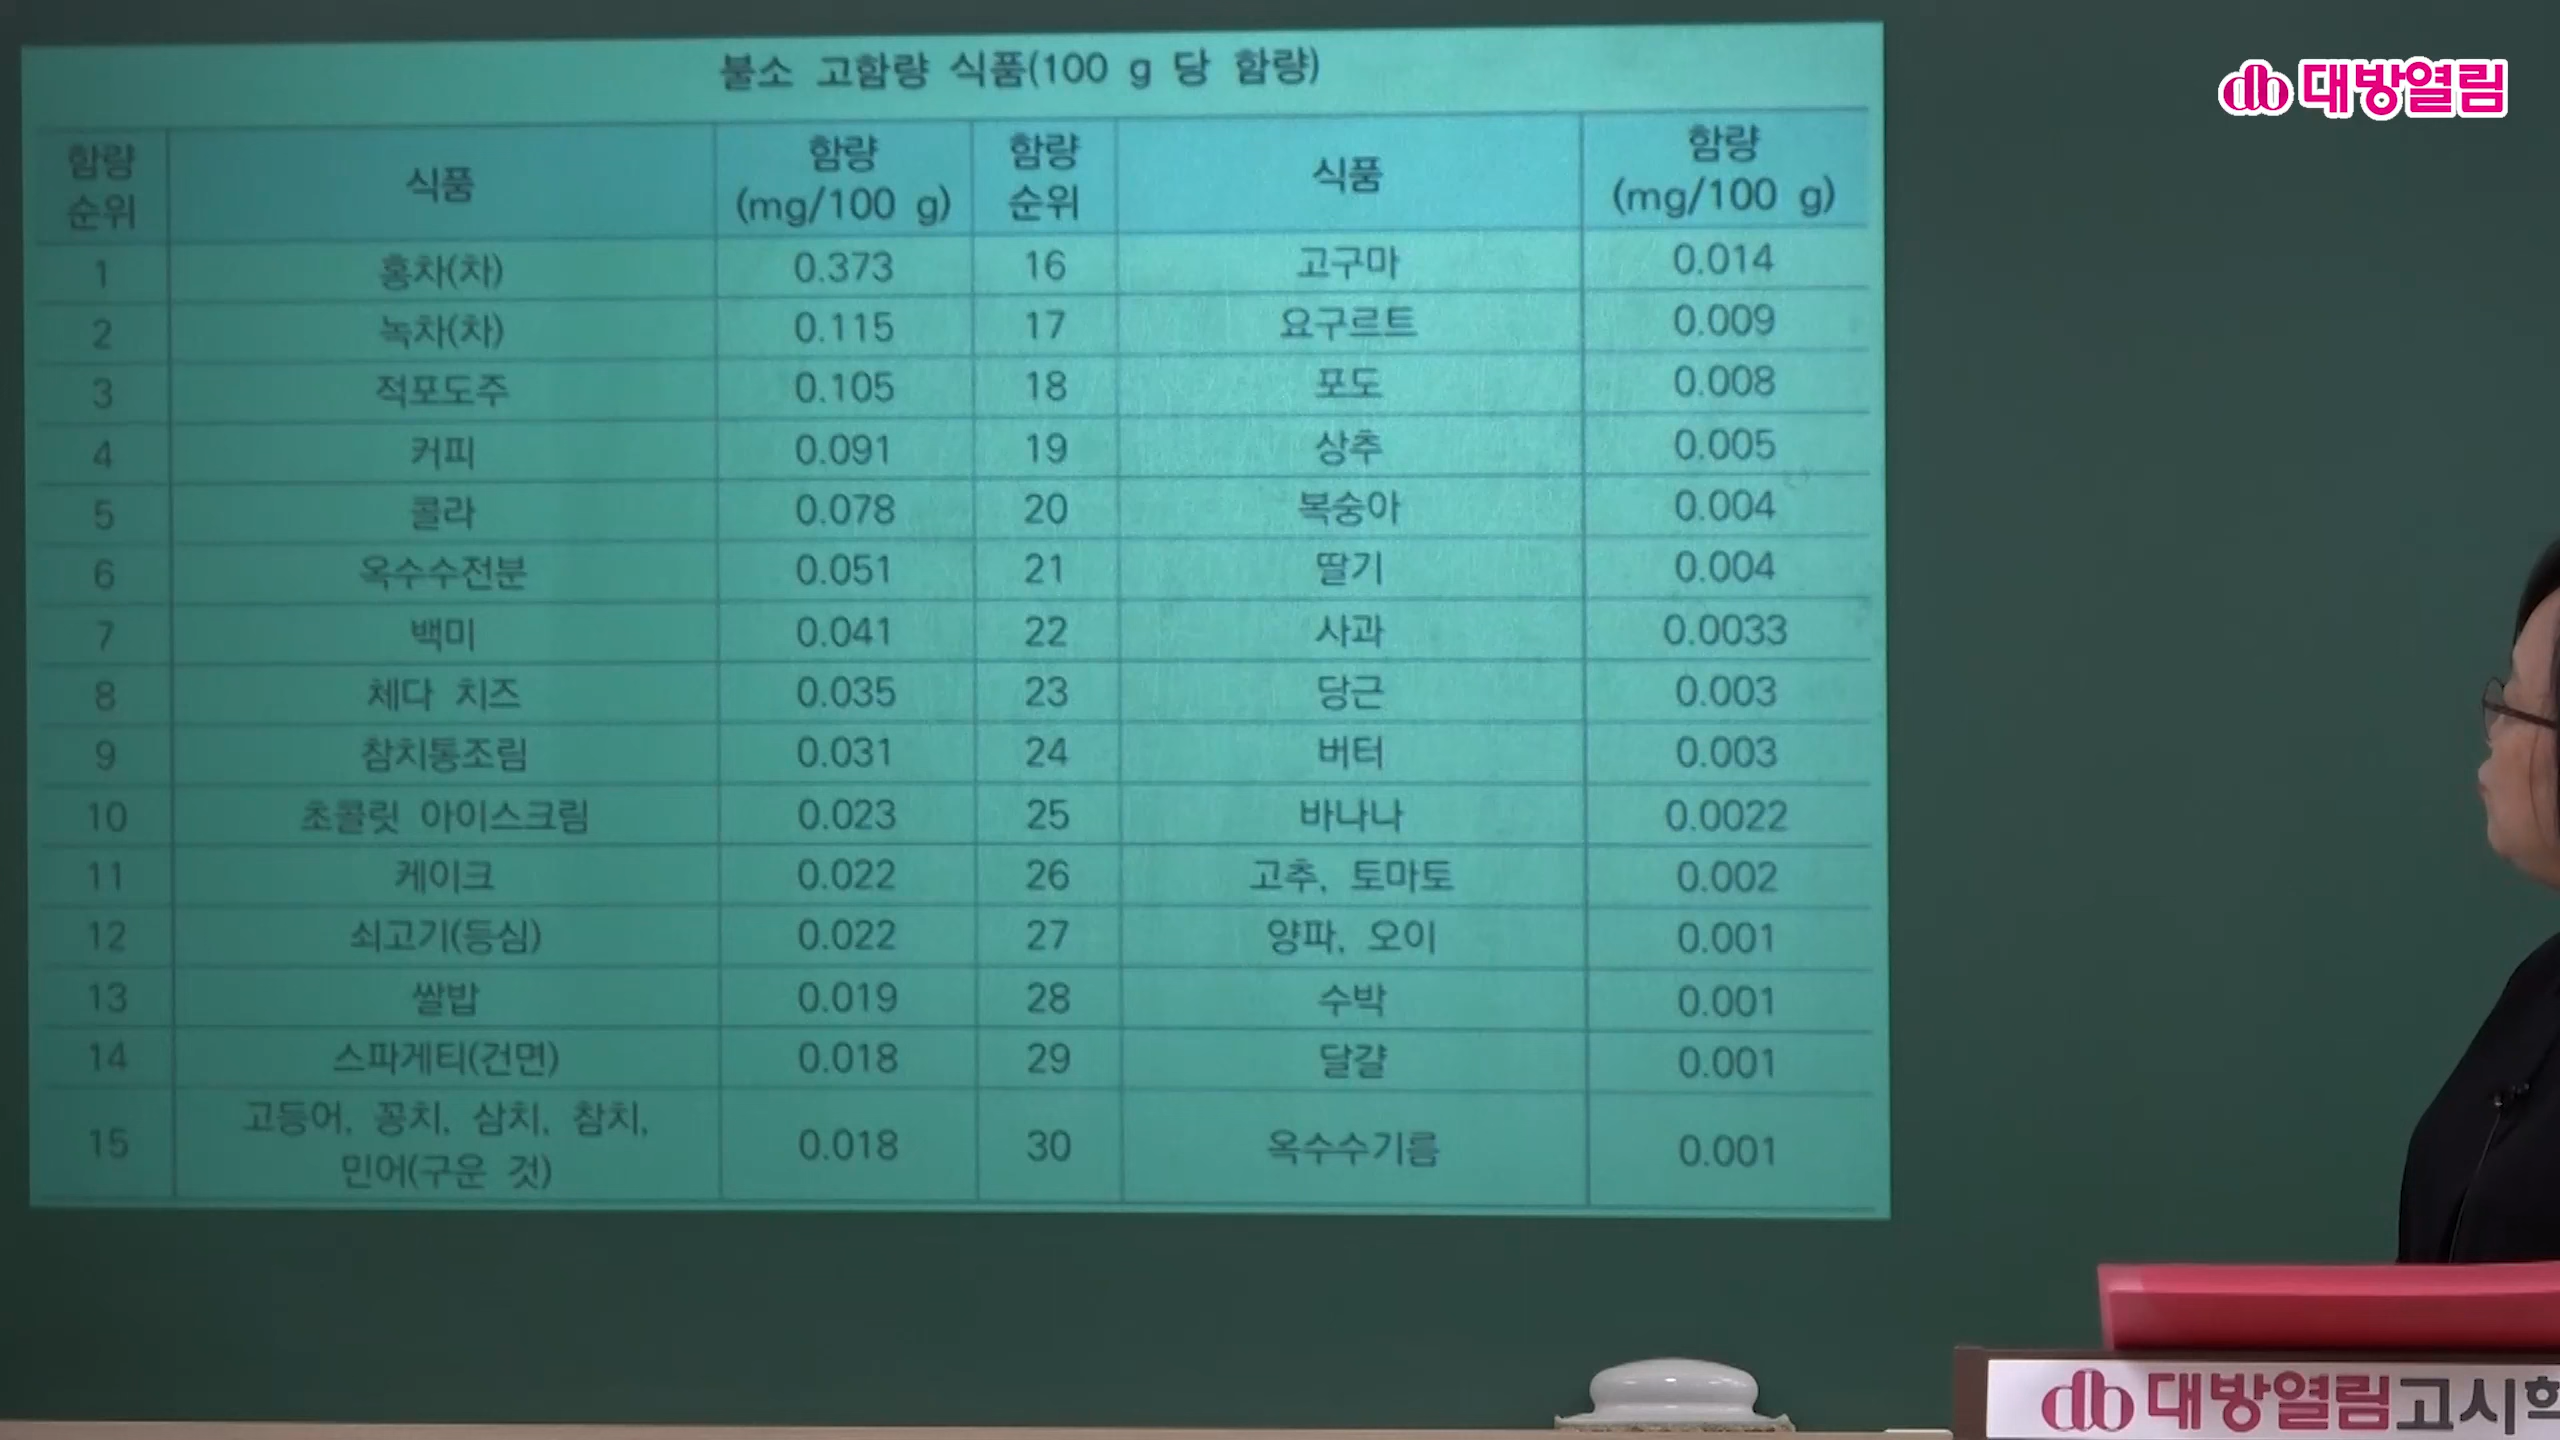 불소 고함량 식품(100 g 당 함량)
대방열림
함량 순위 식품 함량 (mg/100 g) 함량 순위 식품 함량 (mg/100 g)
1 홍차(차) 0.373 16 고구마 0.014
2 녹차(차) 0.115 17 요구르트 0.009
3 적포도주 0.105 18 포도 0.008
4 커피 0.091 19 상추 0.005
5 콜라 0.078 20 복숭아 0.004
6 옥수수전분 0.051 21 딸기 0.004
7 백미 0.041 22 사과 0.0033
8 체다 치즈 0.035 23 당근 0.003
9 참치통조림 0.031 24 버터 0.003
10 초콜릿 아이스크림 0.023 25 바나나 0.0022
11 케이크 0.022 26 고추, 토마토 0.002
12 쇠고기(등심) 0.022 27 양파, 오이 0.001
13 쌀밥 0.019 28 수박 0.001
14 스파게티(건면) 0.018 29 달걀 0.001
15 고등어, 꽁치, 삼치, 참치, 민어(구운 것) 0.018 30 옥수수기름 0.001
대방열림고시